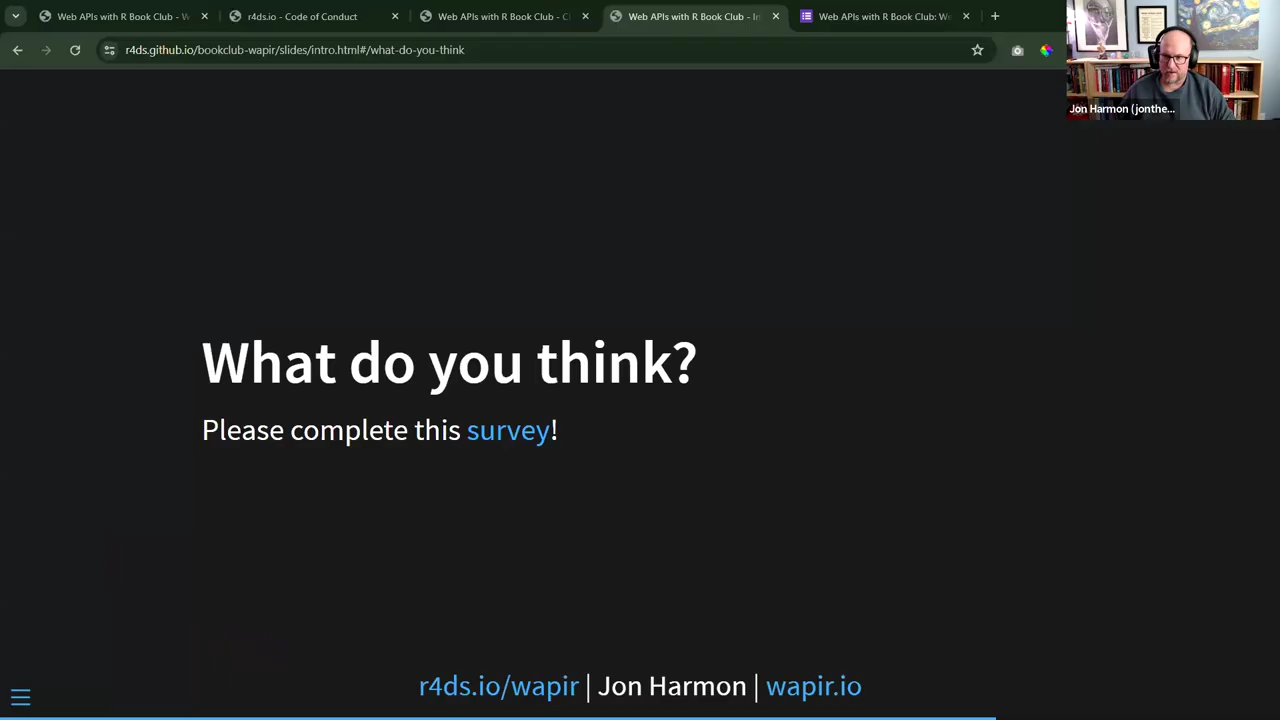 Web APIs with R Book Club - W
r4ds.io - Code of Conduct
Web APIs with R Book Club - Cl
Web APIs with R Book Club - In
Web APIs with R Book Club: We
r4ds.github.io/bookclub-wapir/slides/intro.html#/what-do-you-think
Jon Harmon (jonthe...
What do you think?
Please complete this survey!
r4ds.io/wapir | Jon Harmon | wapir.io